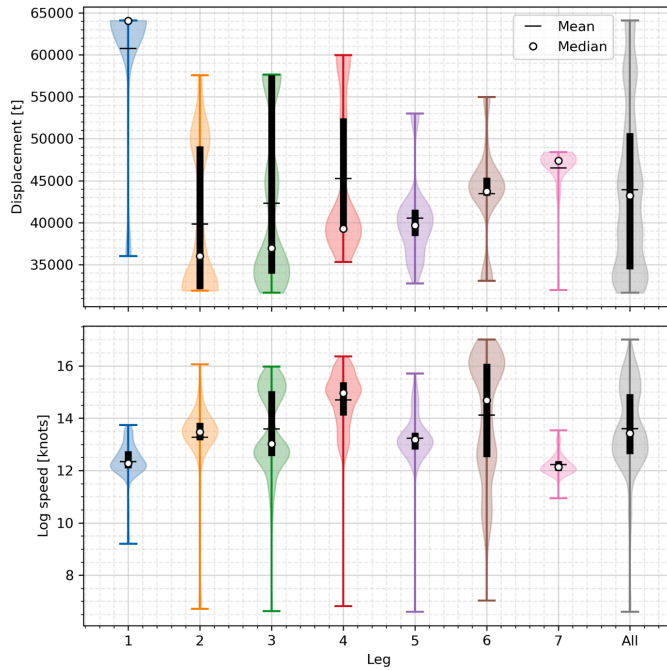 65000
60000
55000
50000
45000
40000
35000
Displacement [t]
Mean
Median
16
14
12
10
8
Log speed [knots]
1 2 3 4 5 6 7 All
Leg